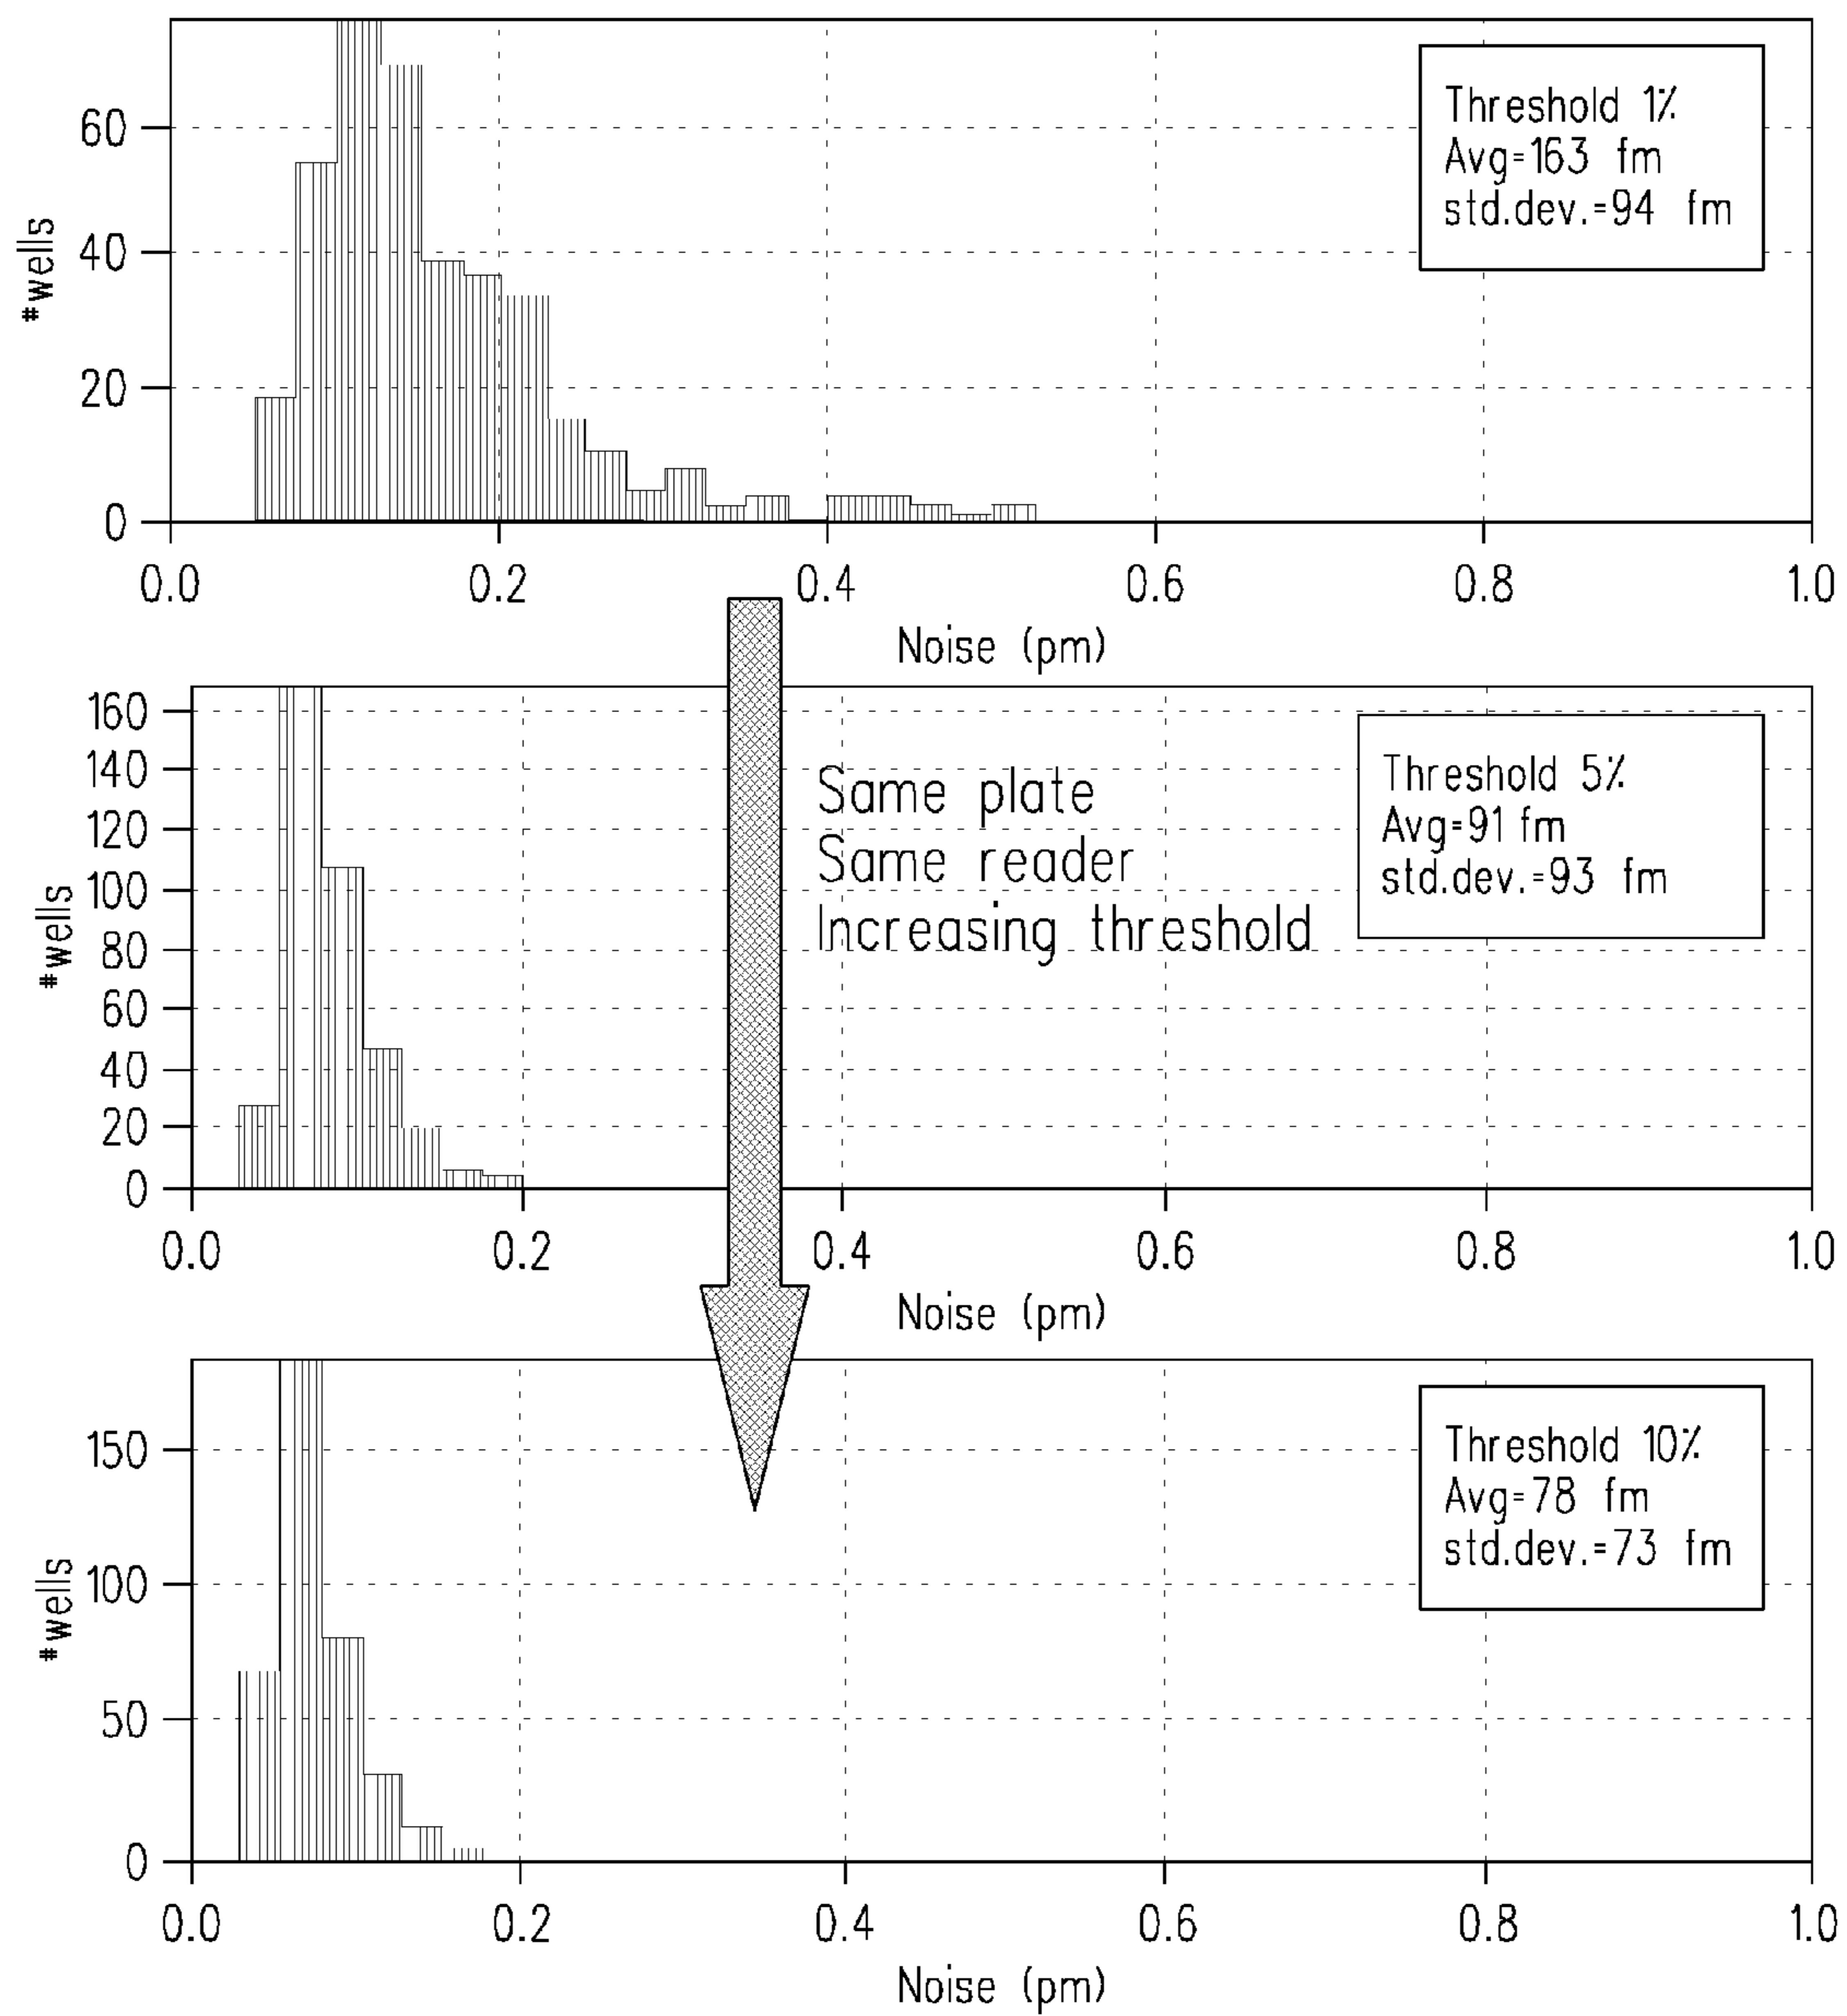 60
40
20
0
#wells
Threshold 1%
Avg=163 fm
std.dev.=94 fm
0.0 0.2 0.4 0.6 0.8 1.0
Noise (pm)
160
140
120
100
80
60
40
20
0
#wells
Same plate
Same reader
Increasing threshold
Threshold 5%
Avg=91 fm
std.dev.=93 fm
0.0 0.2 0.4 0.6 0.8 1.0
Noise (pm)
150
100
50
0
#wells
Threshold 10%
Avg=78 fm
std.dev.=73 fm
0.0 0.2 0.4 0.6 0.8 1.0
Noise (pm)